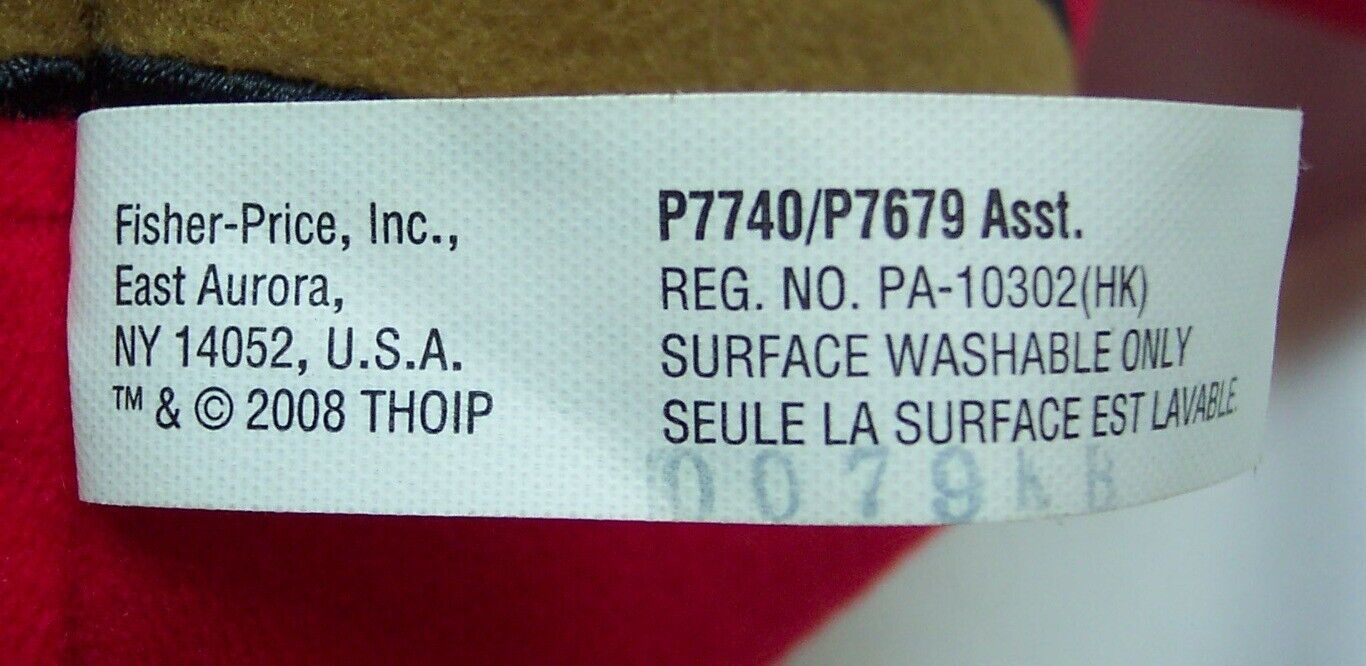 Fisher-Price, Inc.,
East Aurora,
NY 14052, U.S.A.
™ & © 2008 THOIP
P7740/P7679 Asst.
REG. NO. PA-10302(HK)
SURFACE WASHABLE ONLY
SEULE LA SURFACE EST LAVABLE
0079